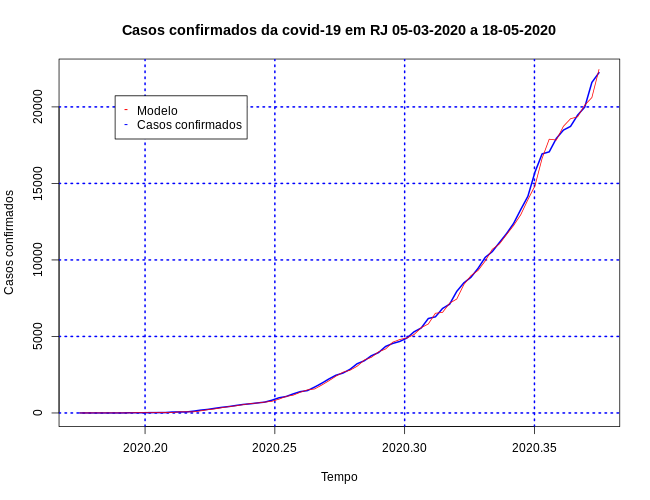 Casos confirmados da covid-19 em RJ 05-03-2020 a 18-05-2020
Modelo
Casos confirmados
Casos confirmados
20000
15000
10000
5000
0
2020.20 2020.25 2020.30 2020.35
Tempo